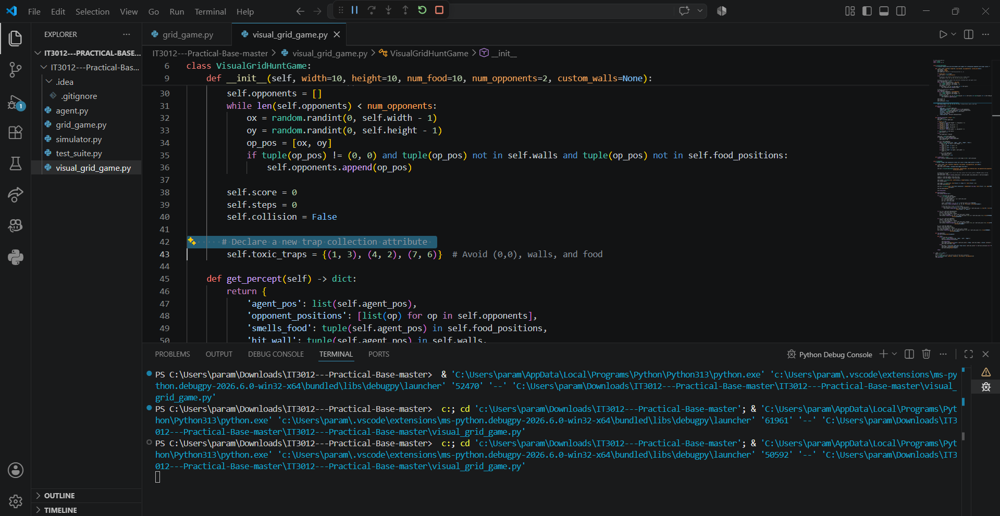 File Edit Selection View Go Run Terminal Help
EXPLORER
IT3012---PRACTICAL-BASE...
IT3012---Practical-Bas...
.idea
.gitignore
agent.py
grid_game.py
simulator.py
test_suite.py
visual_grid_game.py
OUTLINE
TIMELINE
1
grid_game.py
visual_grid_game.py
IT3012---Practical-Base-master > visual_grid_game.py > VisualGridHuntGame > __init__
6 class VisualGridHuntGame:
9 def __init__(self, width=10, height=10, num_food=10, num_opponents=2, custom_walls=None):
30 self.opponents = []
31 while len(self.opponents) < num_opponents:
32 ox = random.randint(0, self.width - 1)
33 oy = random.randint(0, self.height - 1)
34 op_pos = [ox, oy]
35 if tuple(op_pos) != (0, 0) and tuple(op_pos) not in self.walls and tuple(op_pos) not in self.food_positions:
36 self.opponents.append(op_pos)
37
38 self.score = 0
39 self.steps = 0
40 self.collision = False
41
42 # Declare a new trap collection attribute
43 self.toxic_traps = {(1, 3), (4, 2), (7, 6)} # Avoid (0,0), walls, and food
44
45 def get_percept(self) -> dict:
46 return {
47 'agent_pos': list(self.agent_pos),
48 'opponent_positions': [list(op) for op in self.opponents],
49 'smells_food': tuple(self.agent_pos) in self.food_positions,
50 'hit_wall': tuple(self.agent_pos) in self.walls,
PROBLEMS OUTPUT DEBUG CONSOLE TERMINAL PORTS
Python Debug Console
PS C:\Users\param\Downloads\IT3012---Practical-Base-master> & 'C:\Users\param\AppData\Local\Programs\Python\Python313\python.exe' 'c:\Users\param\.vscode\extensions\ms-py
thon.debugpy-2026.6.0-win32-x64\bundled\libs\debugpy\launcher' '52470' '--' 'C:\Users\param\Downloads\IT3012---Practical-Base-master\IT3012---Practical-Base-master\visual_
grid_game.py'
PS C:\Users\param\Downloads\IT3012---Practical-Base-master> c:; cd 'c:\Users\param\Downloads\IT3012---Practical-Base-master'; & 'C:\Users\param\AppData\Local\Programs\Pyt
hon\Python313\python.exe' 'c:\Users\param\.vscode\extensions\ms-python.debugpy-2026.6.0-win32-x64\bundled\libs\debugpy\launcher' '61961' '--' 'C:\Users\param\Downloads\IT3
012---Practical-Base-master\IT3012---Practical-Base-master\visual_grid_game.py'
PS C:\Users\param\Downloads\IT3012---Practical-Base-master> c:; cd 'c:\Users\param\Downloads\IT3012---Practical-Base-master'; & 'C:\Users\param\AppData\Local\Programs\Pyt
hon\Python313\python.exe' 'c:\Users\param\.vscode\extensions\ms-python.debugpy-2026.6.0-win32-x64\bundled\libs\debugpy\launcher' '50592' '--' 'C:\Users\param\Downloads\IT3
012---Practical-Base-master\IT3012---Practical-Base-master\visual_grid_game.py'